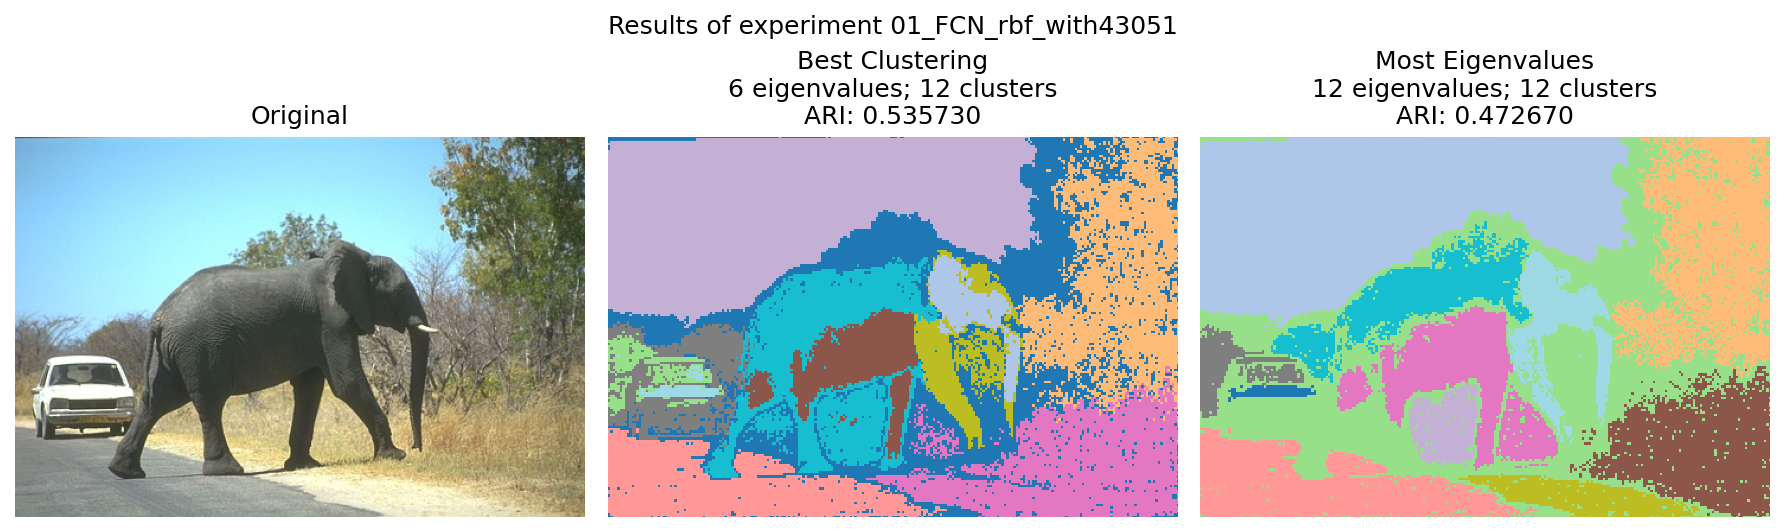 Results of experiment 01_FCN_rbf_with43051
Original
Best Clustering
6 eigenvalues; 12 clusters
ARI: 0.535730
Most Eigenvalues
12 eigenvalues; 12 clusters
ARI: 0.472670